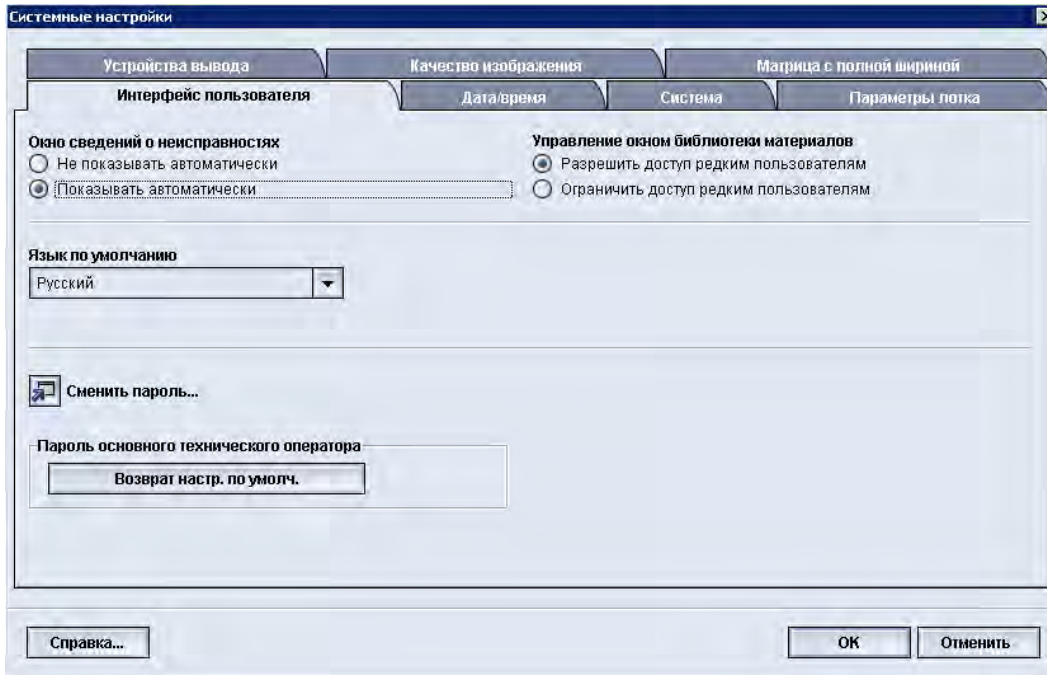 Системные настройки
Устройства вывода
Качество изображения
Матрица с полной шириной
Интерфейс пользователя
Дата/время
Система
Параметры лотка
Окно сведений о неисправностях
Не показывать автоматически
Показывать автоматически
Управление окном библиотеки материалов
Разрешить доступ редким пользователям
Ограничить доступ редким пользователям
Язык по умолчанию
Русский
Сменить пароль...
Пароль основного технического оператора
Возврат настр. по умолч.
Справка...
ОК
Отменить